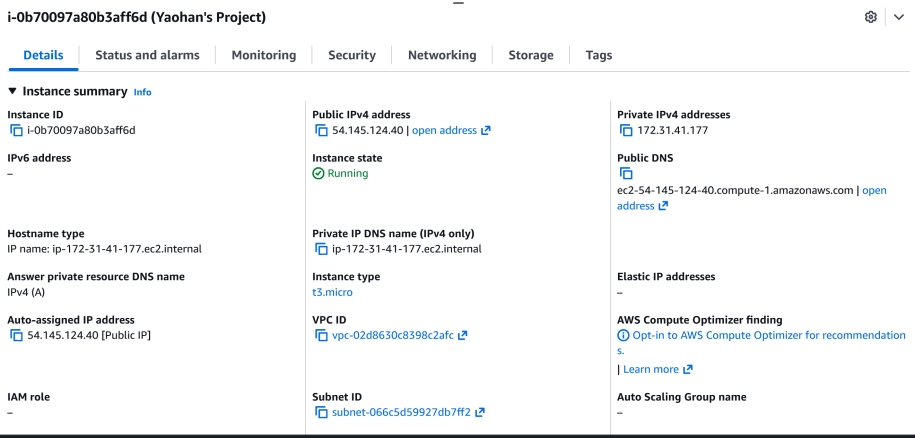 i-0b70097a80b3aff6d (Yaohan's Project)
Details
Status and alarms
Monitoring
Security
Networking
Storage
Tags
Instance summary Info
Instance ID
i-0b70097a80b3aff6d
Public IPv4 address
54.145.124.40 | open address
Private IPv4 addresses
172.31.41.177
IPv6 address
–
Instance state
Running
Public DNS
ec2-54-145-124-40.compute-1.amazonaws.com | open
address
Hostname type
IP name: ip-172-31-41-177.ec2.internal
Private IP DNS name (IPv4 only)
ip-172-31-41-177.ec2.internal
Answer private resource DNS name
IPv4 (A)
Instance type
t3.micro
Elastic IP addresses
–
Auto-assigned IP address
54.145.124.40 [Public IP]
VPC ID
vpc-02d8630c8398c2afc
AWS Compute Optimizer finding
Opt-in to AWS Compute Optimizer for recommendation
s.
| Learn more
IAM role
–
Subnet ID
subnet-066c5d59927db7ff2
Auto Scaling Group name
–